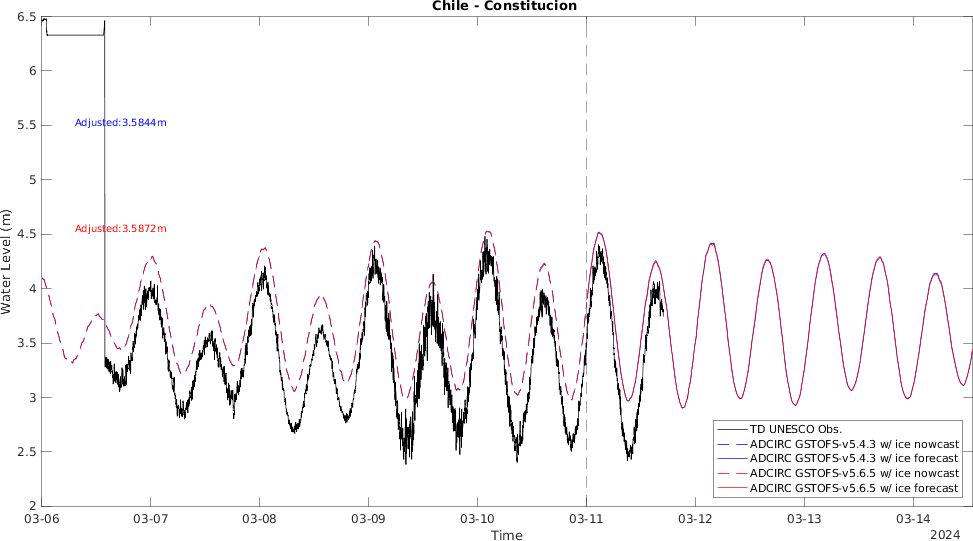 Chile - Constitucion
6.5
6
5.5
5
4.5
4
3.5
3
2.5
2
Water Level (m)
Adjusted:3.5844m
Adjusted:3.5872m
TD UNESCO Obs.
ADCIRC GSTOFS-v5.4.3 w/ ice nowcast
ADCIRC GSTOFS-v5.4.3 w/ ice forecast
ADCIRC GSTOFS-v5.6.5 w/ ice nowcast
ADCIRC GSTOFS-v5.6.5 w/ ice forecast
03-06 03-07 03-08 03-09 03-10 03-11 03-12 03-13 03-14
Time
2024